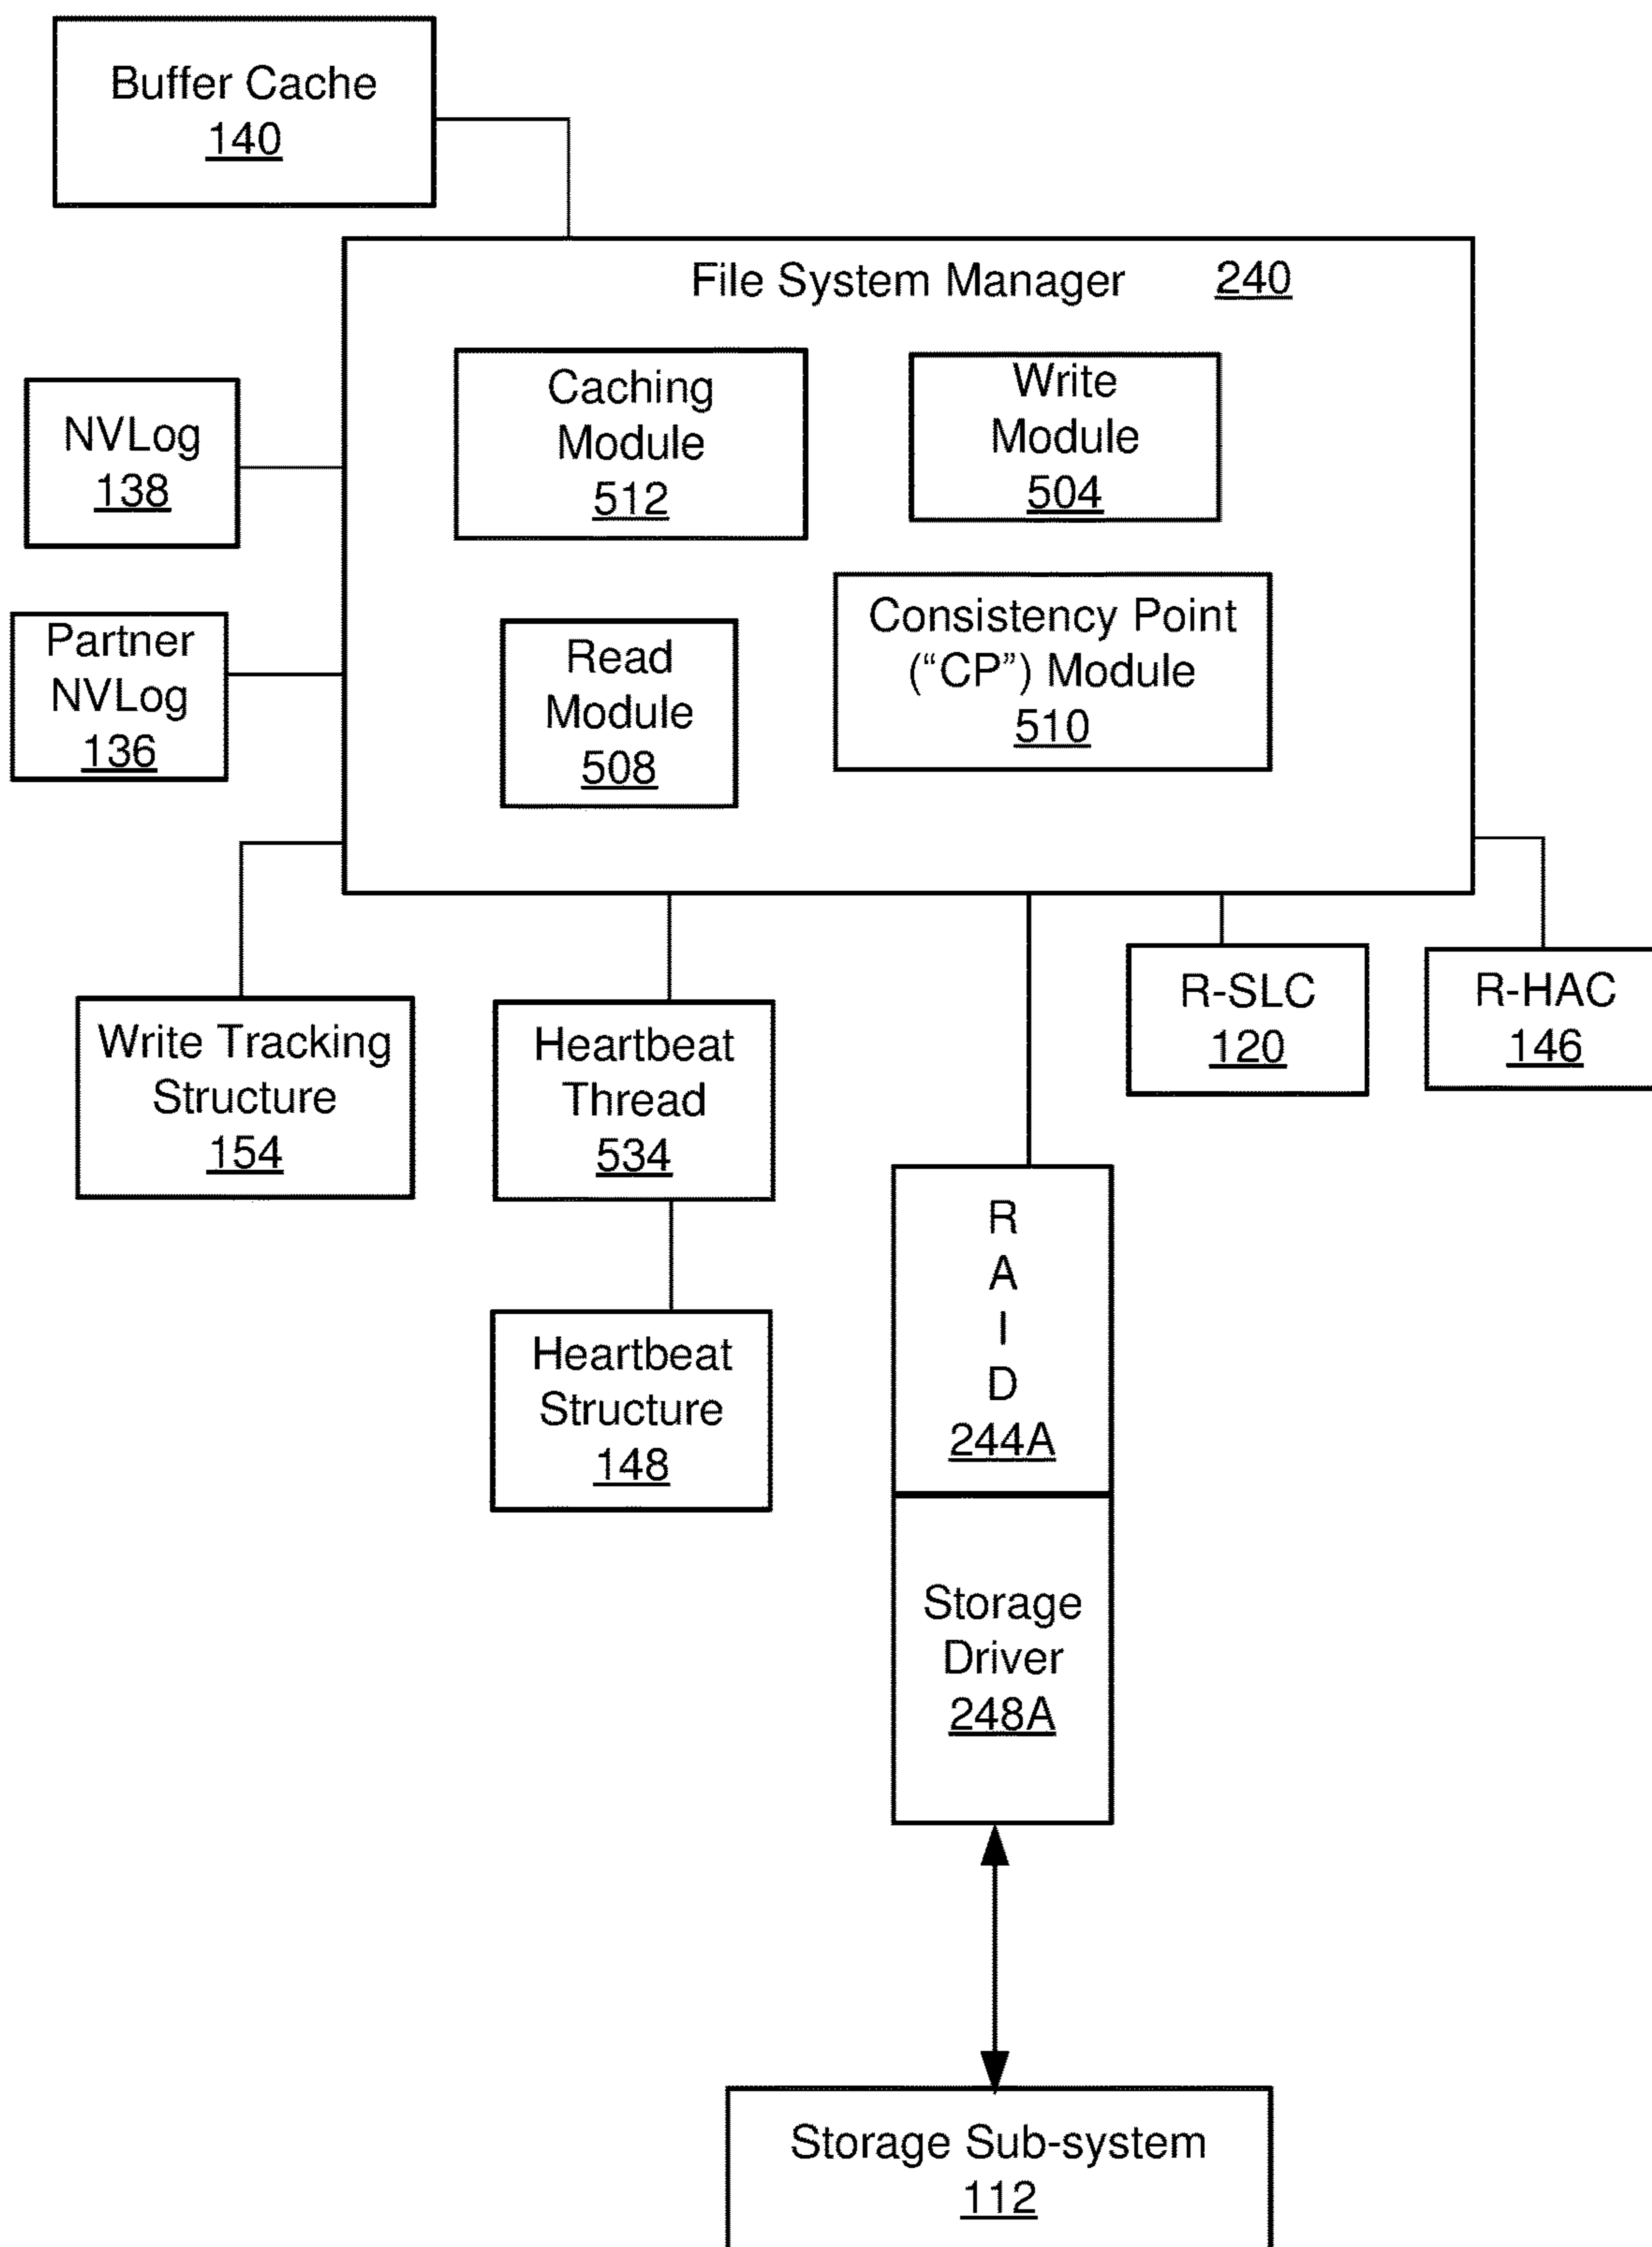 Buffer Cache
140
File System Manager 240
Caching
Module
512
Write
Module
504
NVLog
138
Partner
NVLog
136
Read
Module
508
Consistency Point
(“CP”) Module
510
Write Tracking
Structure
154
Heartbeat
Thread
534
R-SLC
120
R-HAC
146
Heartbeat
Structure
148
R
A
I
D
244A
Storage
Driver
248A
Storage Sub-system
112